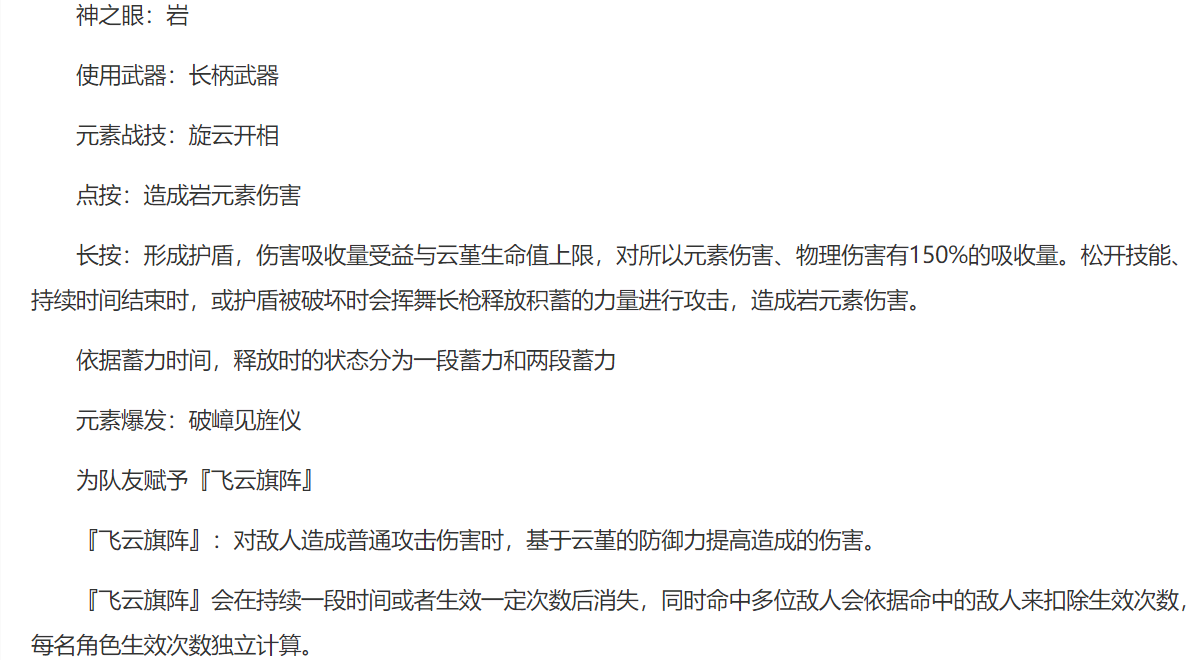 神之眼：岩
使用武器：长柄武器
元素战技：旋云开相
点按：造成岩元素伤害
长按：形成护盾，伤害吸收量受益与云堇生命值上限，对所以元素伤害、物理伤害有150%的吸收量。松开技能、
持续时间结束时，或护盾被破坏时会挥舞长枪释放积蓄的力量进行攻击，造成岩元素伤害。
依据蓄力时间，释放时的状态分为一段蓄力和两段蓄力
元素爆发：破嶂见旌仪
为队友赋予『飞云旗阵』
『飞云旗阵』：对敌人造成普通攻击伤害时，基于云堇的防御力提高造成的伤害。
『飞云旗阵』会在持续一段时间或者生效一定次数后消失，同时命中多位敌人会依据命中的敌人来扣除生效次数，
每名角色生效次数独立计算。